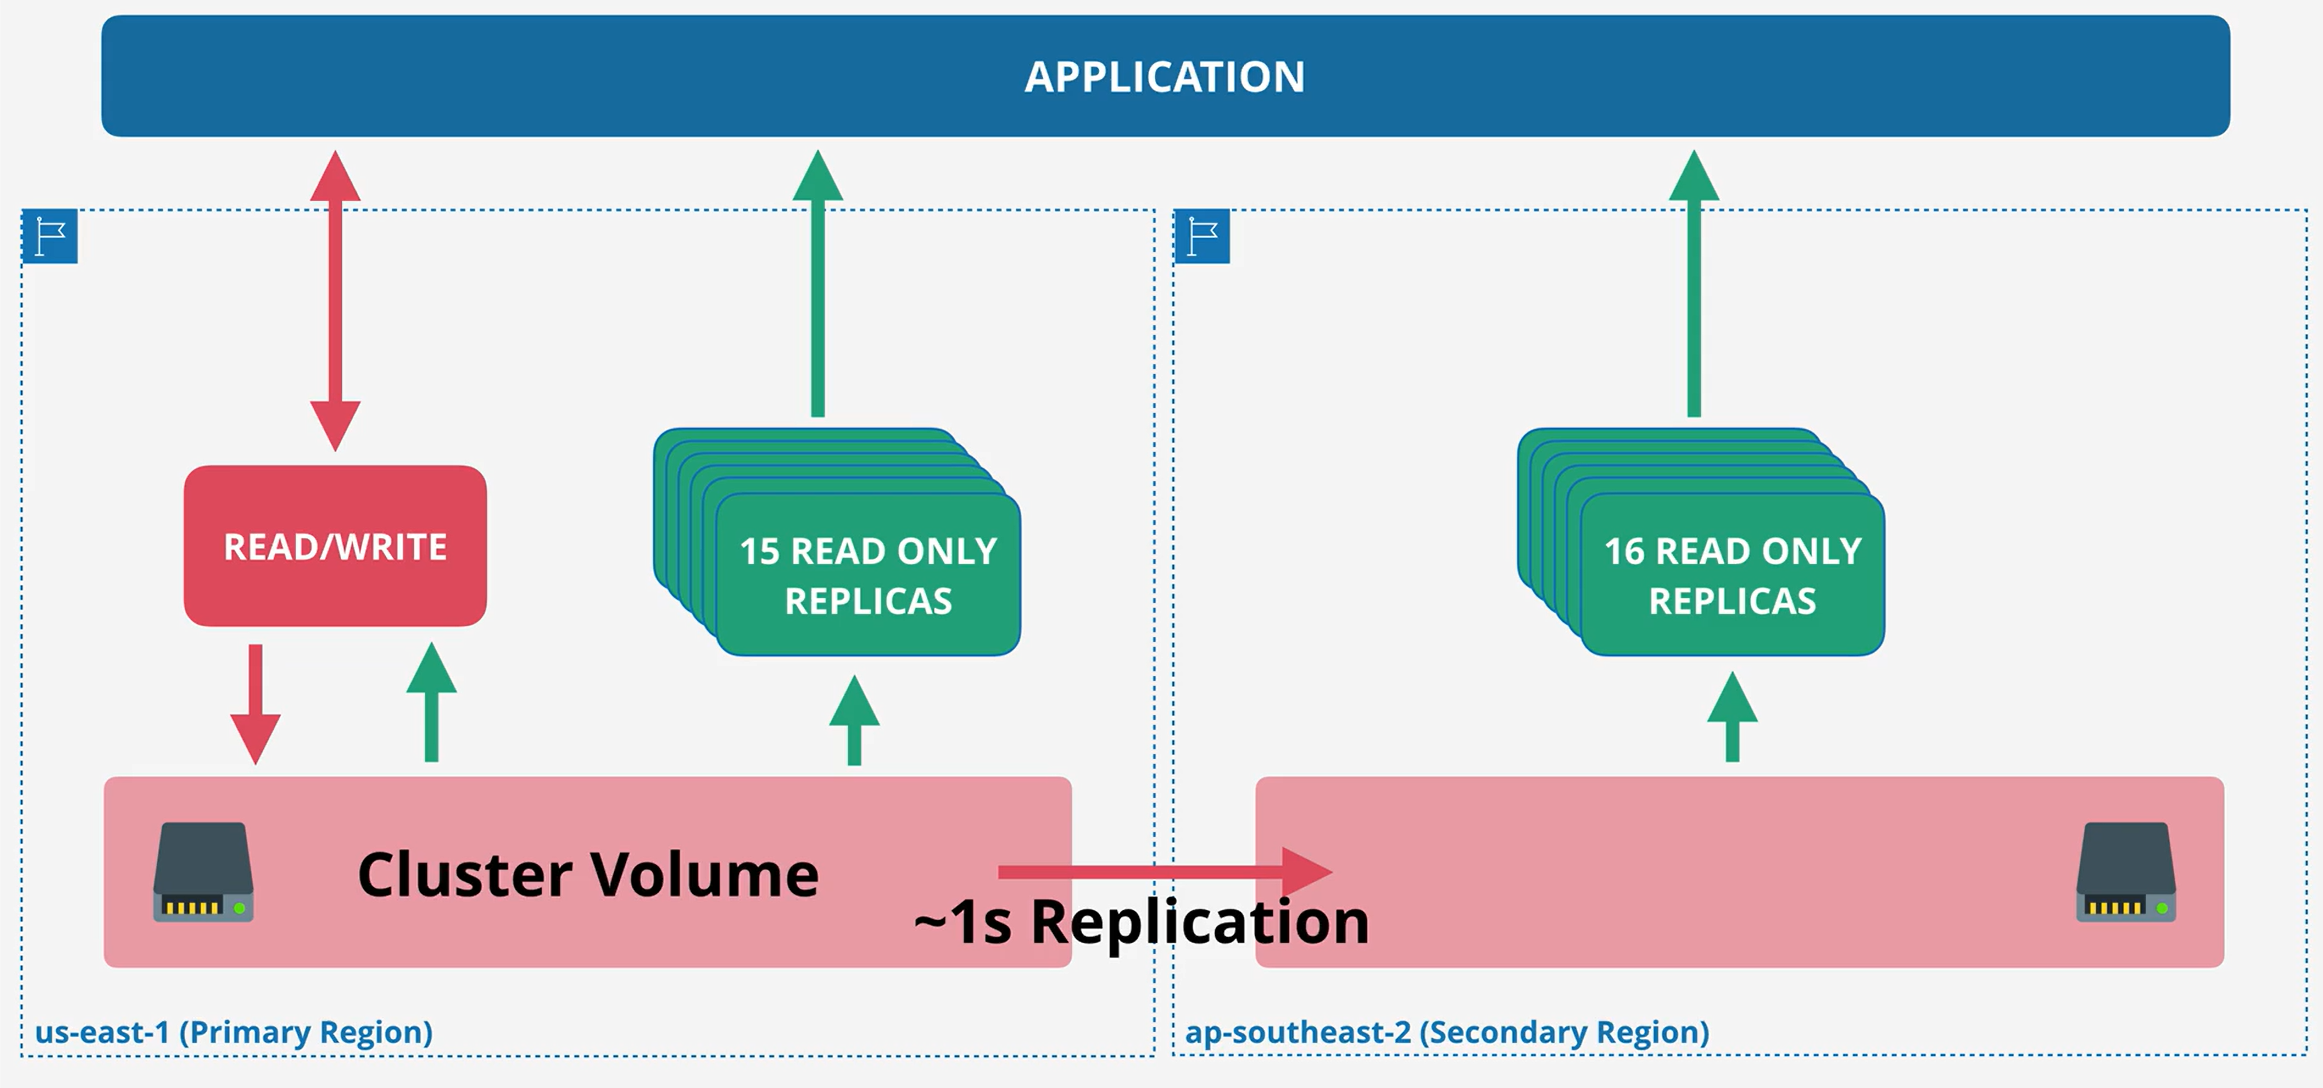 APPLICATION
READ/WRITE
15 READ ONLY
REPLICAS
16 READ ONLY
REPLICAS
Cluster Volume
~1s Replication
us-east-1 (Primary Region)
ap-southeast-2 (Secondary Region)